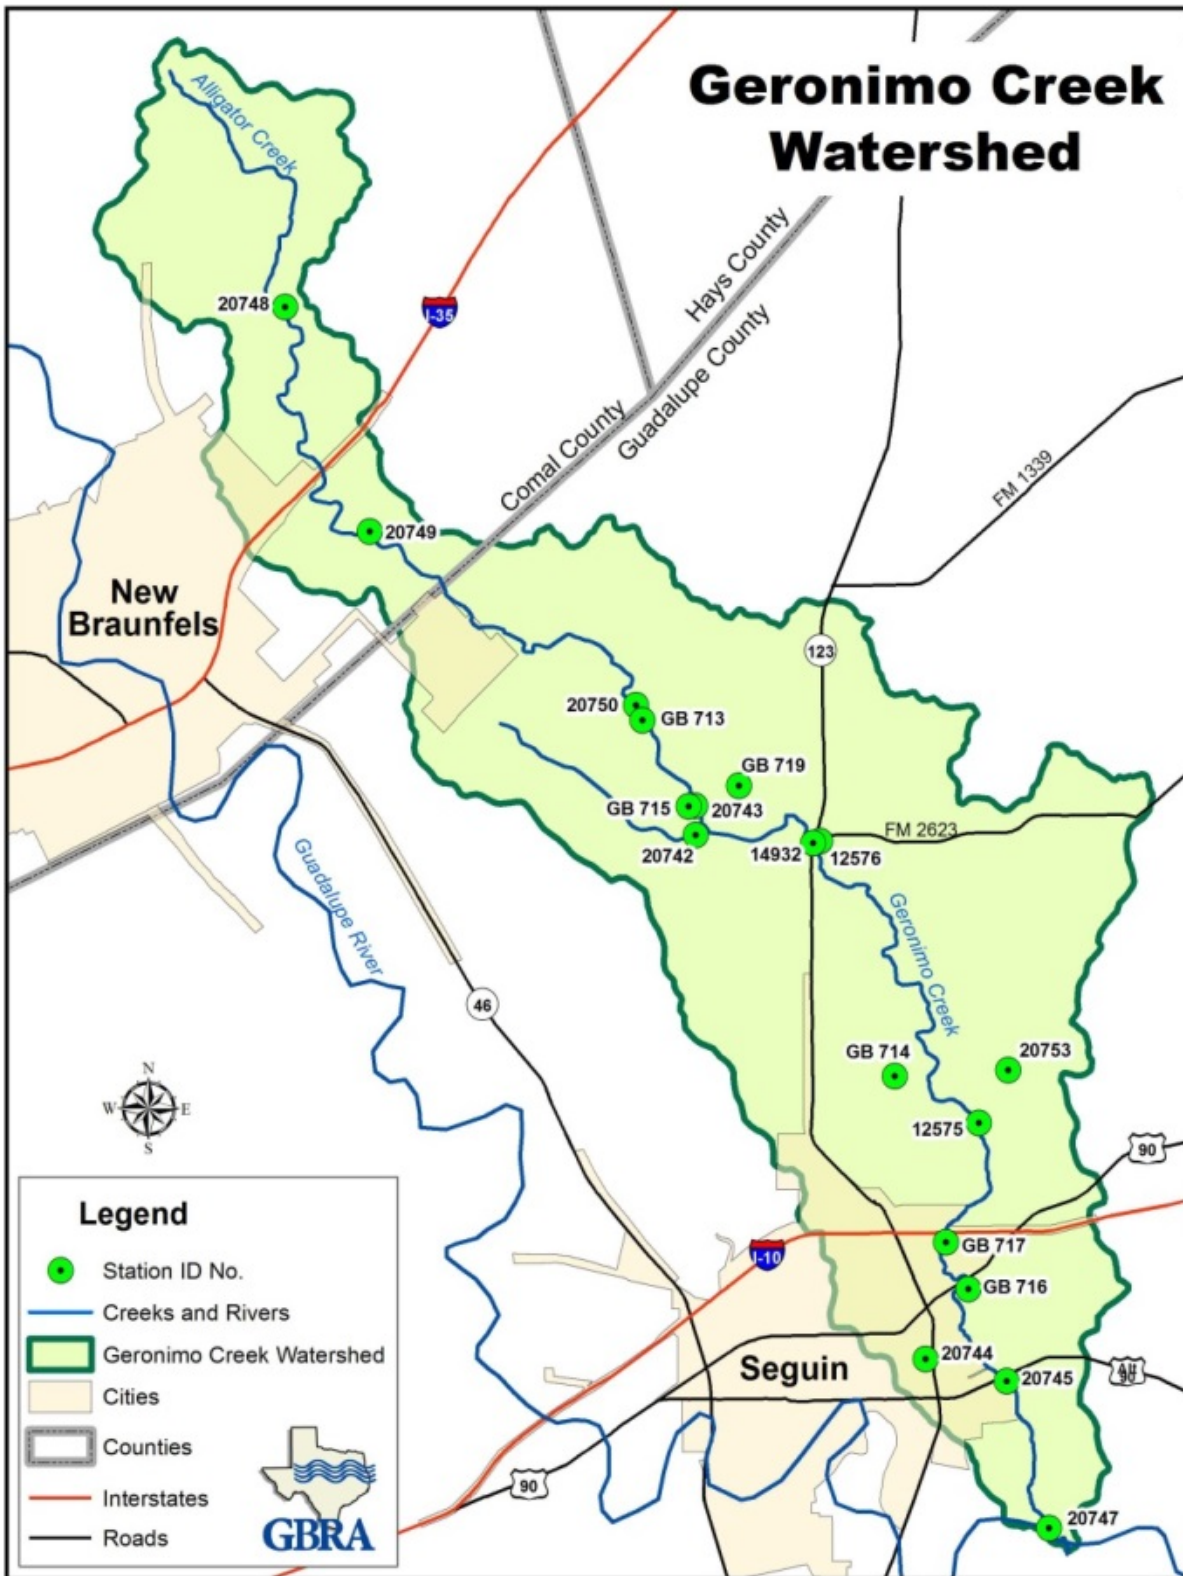 Geronimo Creek
Watershed
Alligator Creek
Hays County
20748
I-35
Guadalupe County
Comal County
FM 1339
20749
New
Braunfels
123
20750
GB 713
GB 719
GB 715
20743
FM 2623
20742
14932
12576
Guadalupe River
Geronimo Creek
46
GB 714
20753
N
W
E
S
12575
90
Legend
Station ID No.
Creeks and Rivers
Geronimo Creek Watershed
Cities
Counties
Interstates
Roads
GBRA
I-10
GB 717
GB 716
20744
Seguin
20745
Alt
90
90
20747